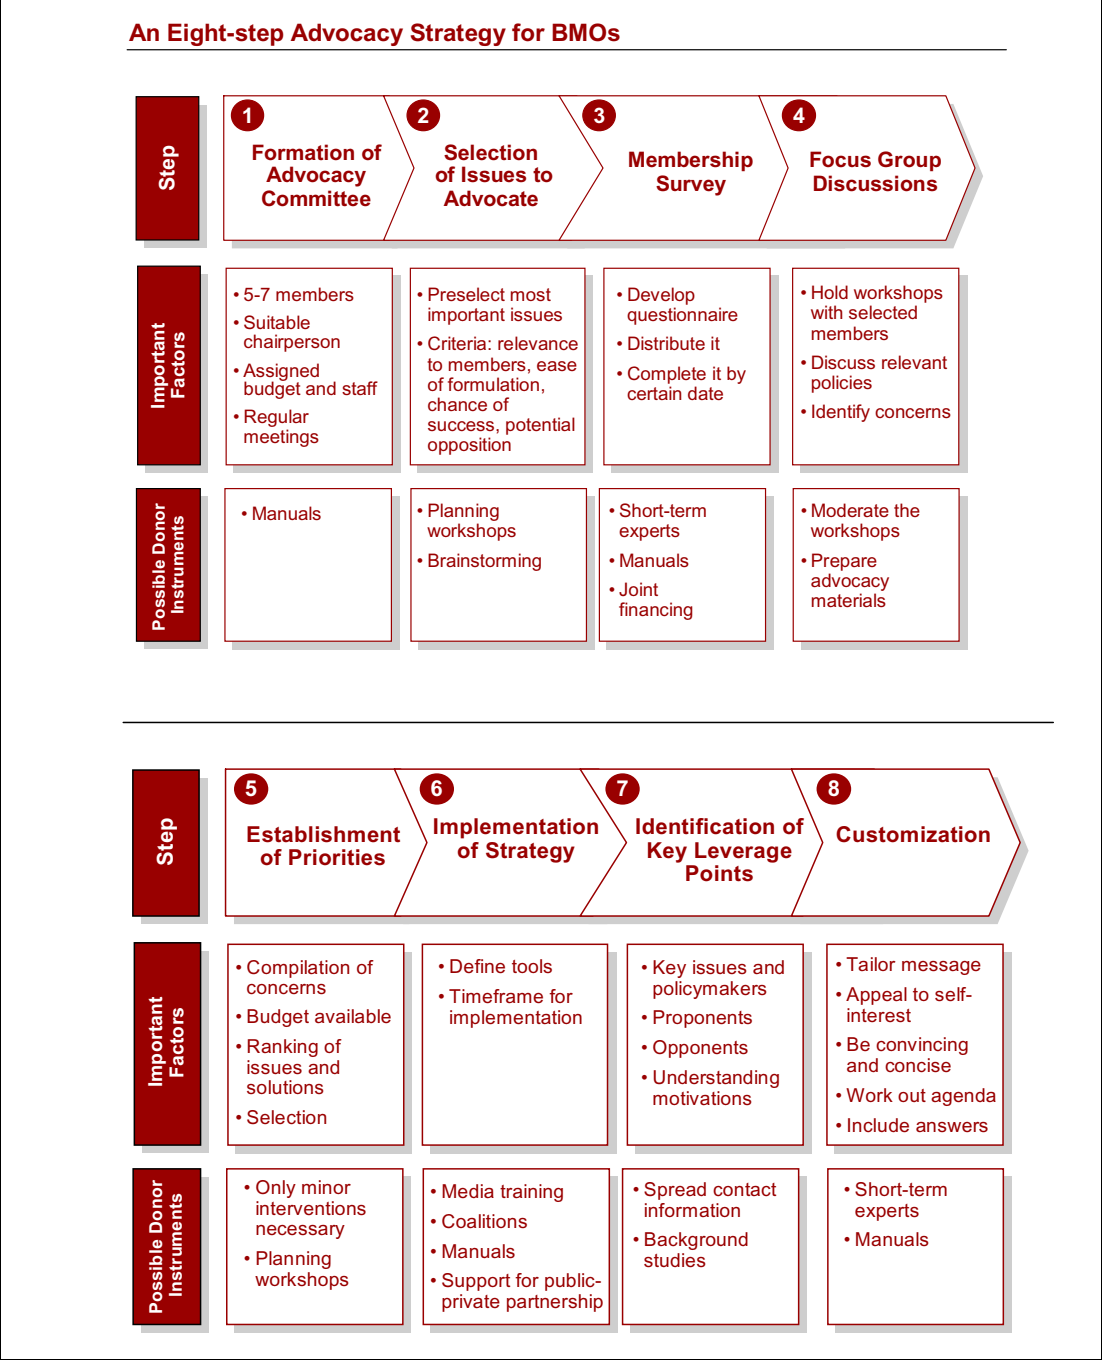 An Eight-step Advocacy Strategy for BMOs
Step
1
Formation of
Advocacy
Committee
2
Selection
of Issues to
Advocate
3
Membership
Survey
4
Focus Group
Discussions
Important
Factors
• 5-7 members
• Suitable
chairperson
• Assigned
budget and staff
• Regular
meetings
• Preselect most
important issues
• Criteria: relevance
to members, ease
of formulation,
chance of
success, potential
opposition
• Develop
questionnaire
• Distribute it
• Complete it by
certain date
• Hold workshops
with selected
members
• Discuss relevant
policies
• Identify concerns
Possible Donor
Instruments
• Manuals
• Planning
workshops
• Brainstorming
• Short-term
experts
• Manuals
• Joint
financing
• Moderate the
workshops
• Prepare
advocacy
materials
Step
5
Establishment
of Priorities
6
Implementation
of Strategy
7
Identification of
Key Leverage
Points
8
Customization
Important
Factors
• Compilation of
concerns
• Budget available
• Ranking of
issues and
solutions
• Selection
• Define tools
• Timeframe for
implementation
• Key issues and
policymakers
• Proponents
• Opponents
• Understanding
motivations
• Tailor message
• Appeal to self-
interest
• Be convincing
and concise
• Work out agenda
• Include answers
Possible Donor
Instruments
• Only minor
interventions
necessary
• Planning
workshops
• Media training
• Coalitions
• Manuals
• Support for public-
private partnership
• Spread contact
information
• Background
studies
• Short-term
experts
• Manuals